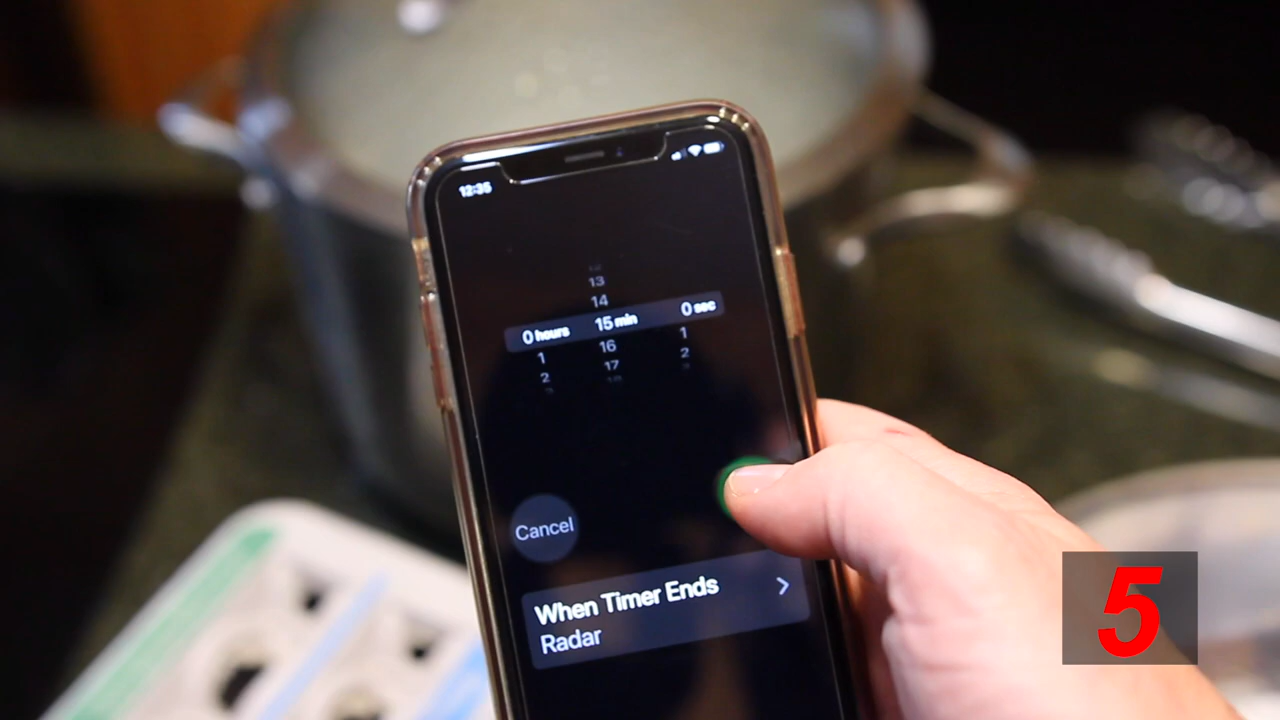 12:35
13
14
0 hours 15 min 0 sec
1 16 1
2 17 2
Cancel
When Timer Ends
Radar
5